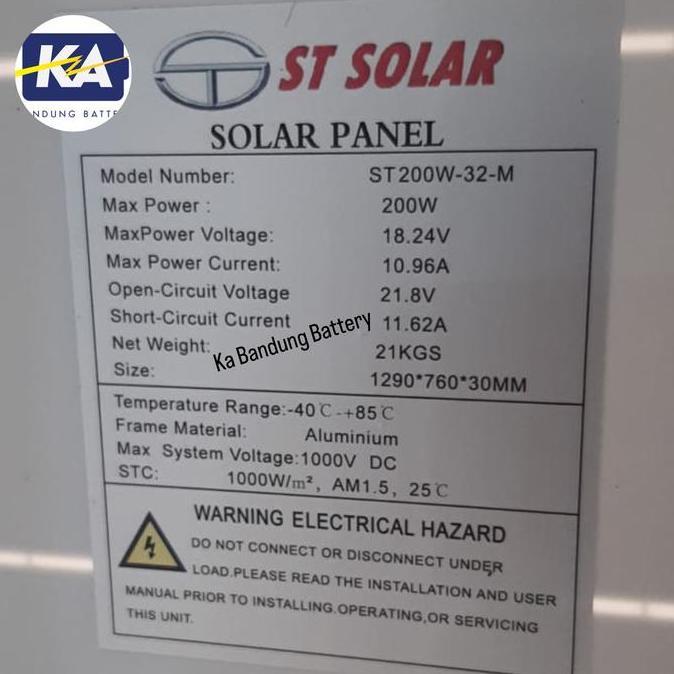 KA
NDUNG BATTE
ST SOLAR
SOLAR PANEL
Model Number: ST200W-32-M
Max Power : 200W
MaxPower Voltage: 18.24V
Max Power Current: 10.96A
Open-Circuit Voltage 21.8V
Short-Circuit Current 11.62A
Net Weight: 21KGS
Ka Bandung Battery
Size: 1290*760*30MM
Temperature Range:-40℃-+85℃
Frame Material: Aluminium
Max System Voltage:1000V DC
STC: 1000W/m², AM1.5, 25℃
WARNING ELECTRICAL HAZARD
DO NOT CONNECT OR DISCONNECT UNDER
LOAD.PLEASE READ THE INSTALLATION AND USER
MANUAL PRIOR TO INSTALLING.OPERATING,OR SERVICING
THIS UNIT.